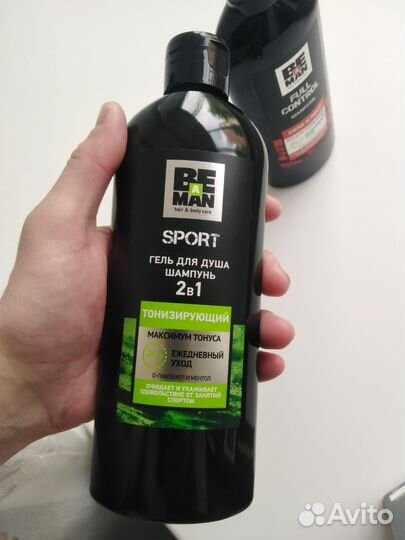 BE A MAN
hair & body care
SPORT
ГЕЛЬ ДЛЯ ДУША
ШАМПУНЬ
2в1
ТОНИЗИРУЮЩИЙ
МАКСИМУМ ТОНУСА
ЕЖЕДНЕВНЫЙ
УХОД
D-ПАНТЕНОЛ И МЕНТОЛ
ОЧИЩАЕТ И УХАЖИВАЕТ
УДОВОЛЬСТВИЕ ОТ ЗАНЯТИЙ
СПОРТОМ
BE A MAN
FULL
CONTROL
ШАМПУНЬ
Avito